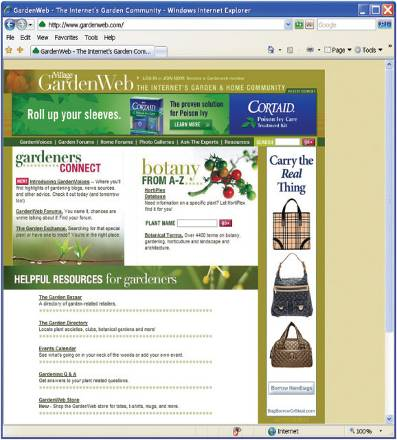 GardenWeb - The Internet's Garden Community - Windows Internet Explorer
http://www.gardenweb.com/
Google
File Edit View Favorites Tools Help
GardenWeb - The Internet's Garden Com...
Page Tools
iVillage
GardenWeb
LOG IN or JOIN NOW
THE INTERNET'S GARDEN & HOME COMMUNITY
Roll up your sleeves.
The proven solution
for Poison Ivy
LEARN MORE
CORTAID
Poison Ivy Care
Treatment Kit
GardenVoices | Garden Forums | Home Forums | Photo Galleries | Ask The Experts | Resources
SEARCH
GO
gardeners
CONNECT
NEW! Introducing GardenVoices -- Where you'll
find highlights of gardening blogs, news sources,
and other advice. Check it out today (and tomorrow
too!)
GardenWeb Forums. You name it, chances are
we're talking about it! Find your forum.
The Garden Exchange. Searching for that special
plant or have one to trade? You're in the right place.
botany
FROM A-Z
HortiPlex
Database
Need information on a specific plant? Let HortiPlex
find it for you!
PLANT NAME
GO
Botanical Terms. Over 4400 terms on botany,
gardening, horticulture and landscape and
architecture.
Carry the
Real
Thing
Borrow Handbags
BagBorrowOrSteal.com
HELPFUL RESOURCES for gardeners
The Garden Bazaar
A directory of garden-related retailers.
The Garden Directory
Locate plant societies, clubs, botanical gardens and more!
Events Calendar
See what's going on in your neck of the woods or add your own event.
Gardening Q & A
Get answers to your plant related questions.
GardenWeb Store
New - Shop the GardenWeb store for totes, t-shirts, mugs, and more.
Internet
100%